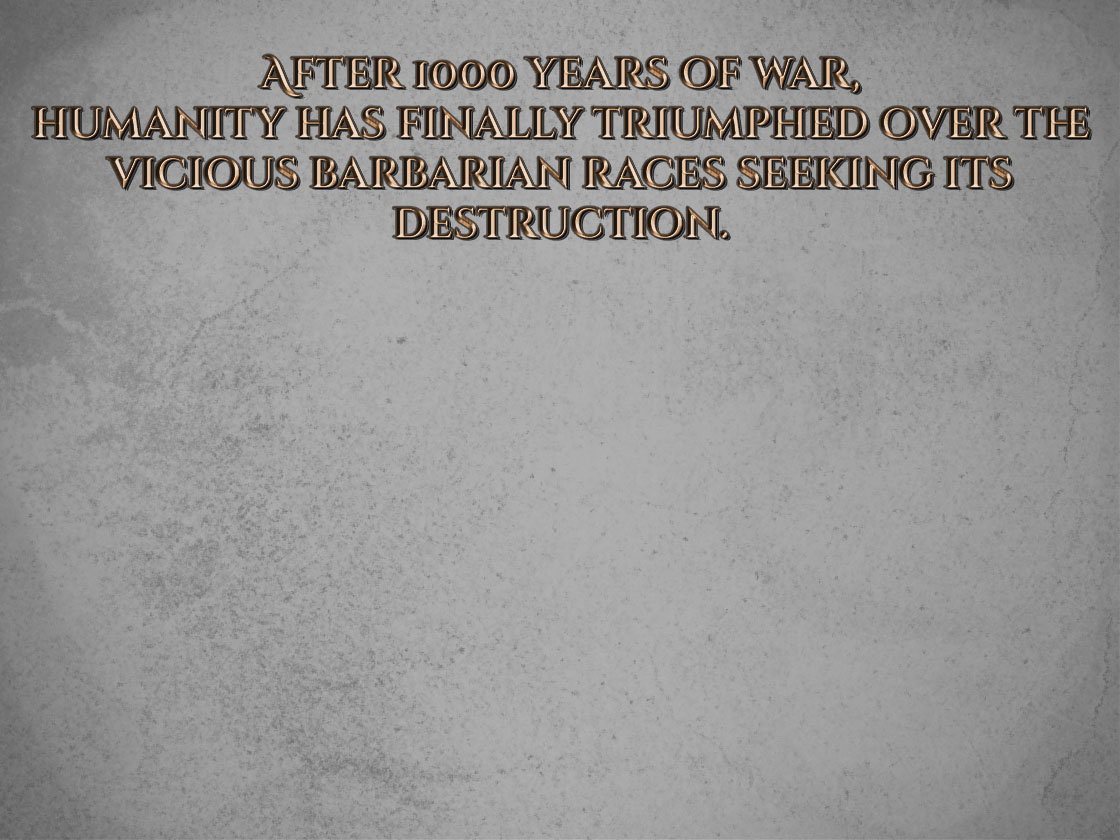 After 1000 years of war,
humanity has finally triumphed over the
vicious barbarian races seeking its
destruction.